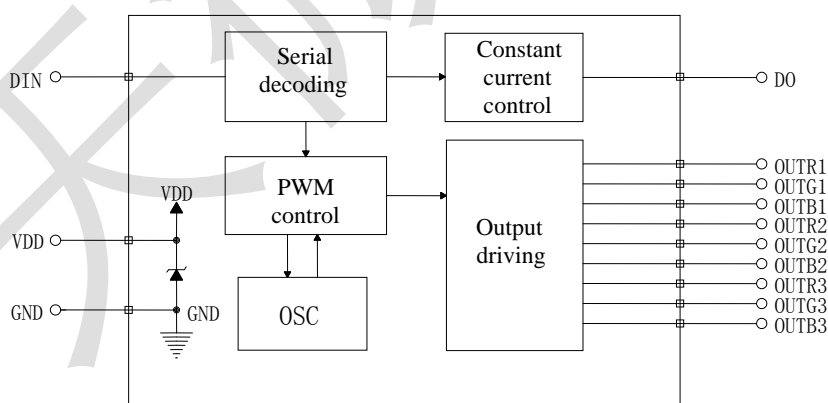 Serial
decoding
Constant
current
control
DIN
DO
PWM
control
Output
driving
OSC
VDD
VDD
GND
GND
OUTR1
OUTG1
OUTB1
OUTR2
OUTG2
OUTB2
OUTR3
OUTG3
OUTB3